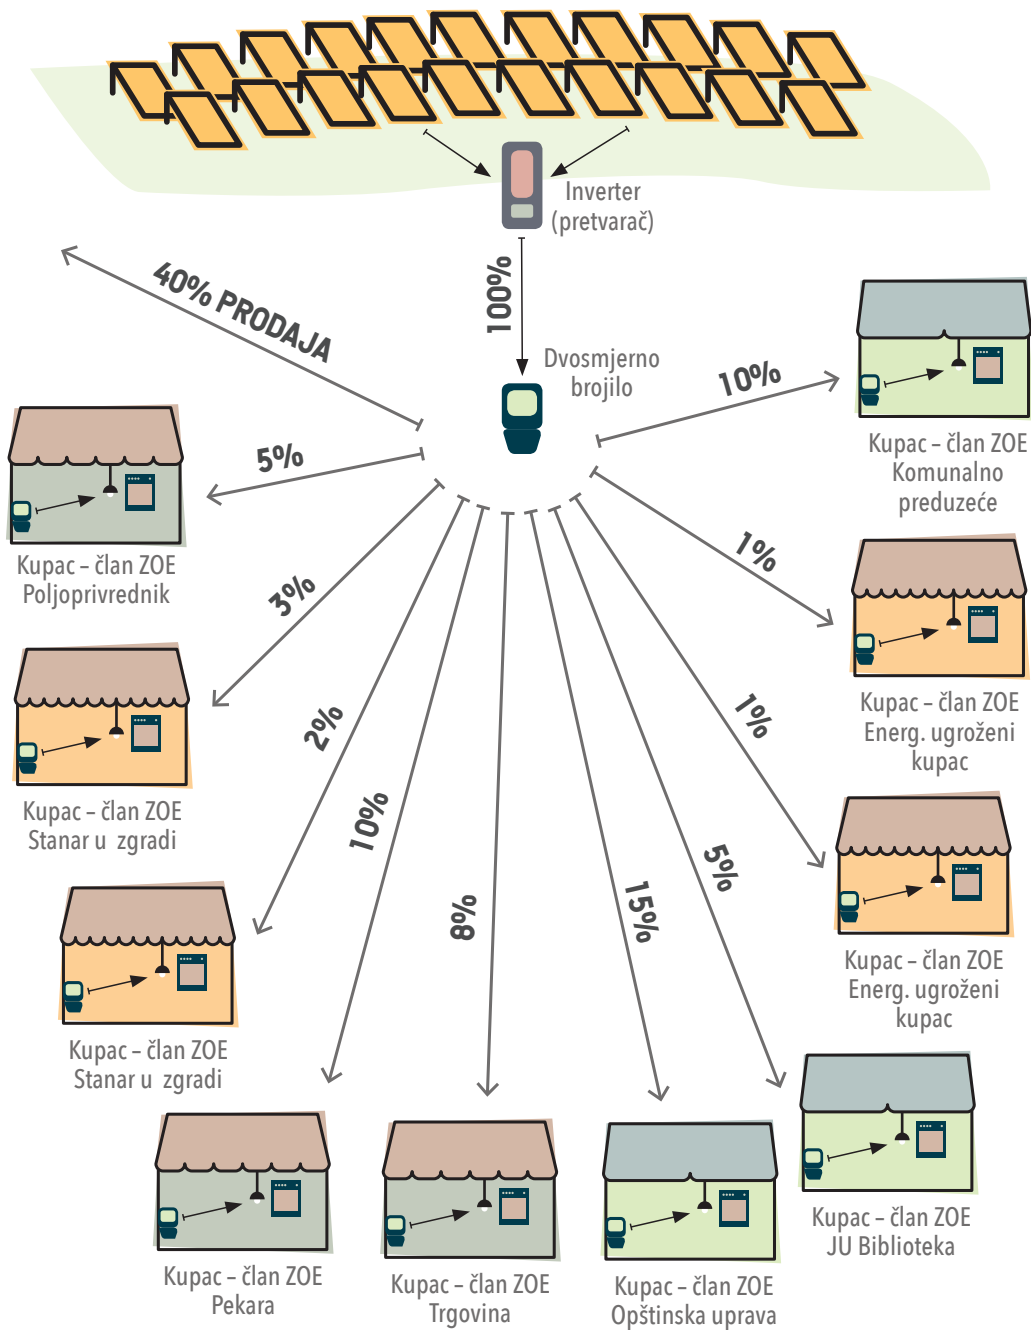 Inverter
(pretvarač)
100%
40% PRODAJA
Dvosmjerno
brojilo
10%
Kupac – član ZOE
Komunalno
preduzeće
5%
Kupac – član ZOE
Poljoprivrednik
1%
Kupac – član ZOE
Energ. ugroženi
kupac
3%
Kupac – član ZOE
Stanar u zgradi
1%
Kupac – član ZOE
Energ. ugroženi
kupac
2%
Kupac – član ZOE
Stanar u zgradi
10%
Kupac – član ZOE
Pekara
8%
Kupac – član ZOE
Trgovina
15%
Kupac – član ZOE
Opštinska uprava
5%
Kupac – član ZOE
JU Biblioteka